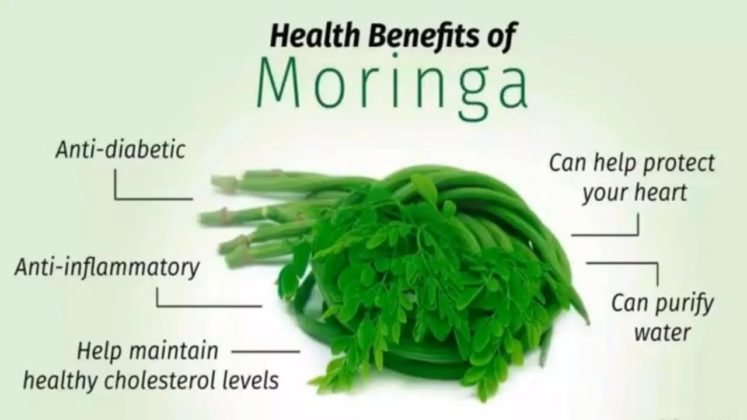 Health Benefits of
Moringa
Anti-diabetic
Can help protect
your heart
Anti-inflammatory
Can purify
water
Help maintain
healthy cholesterol levels